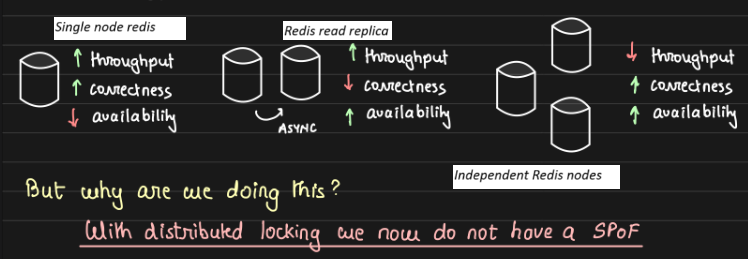 Single node redis
↑ throughput
↑ correctness
↓ availability
Redis read replica
ASYNC
↑ throughput
↓ correctness
↑ availability
↓ throughput
↑ correctness
↑ availability
Independent Redis nodes
But why are we doing this?
With distributed locking we now do not have a SPoF